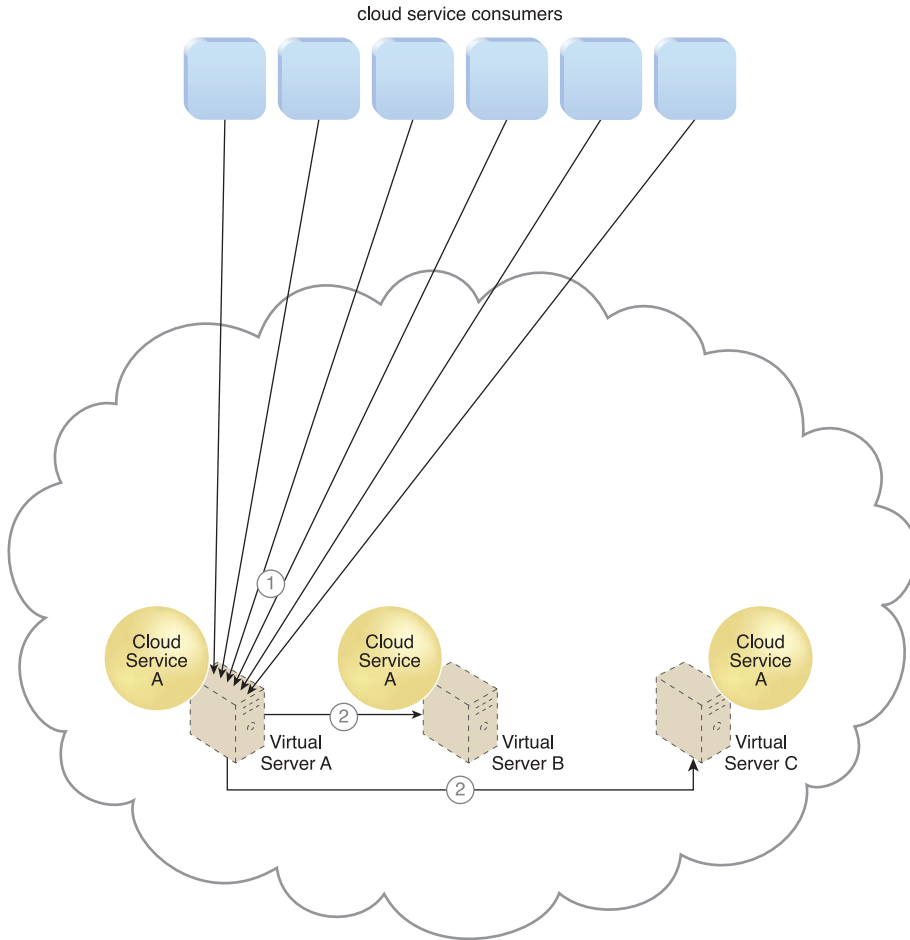 cloud service consumers
1
Cloud
Service
A
Cloud
Service
A
Cloud
Service
A
2
Virtual
Server A
Virtual
Server B
Virtual
Server C
2